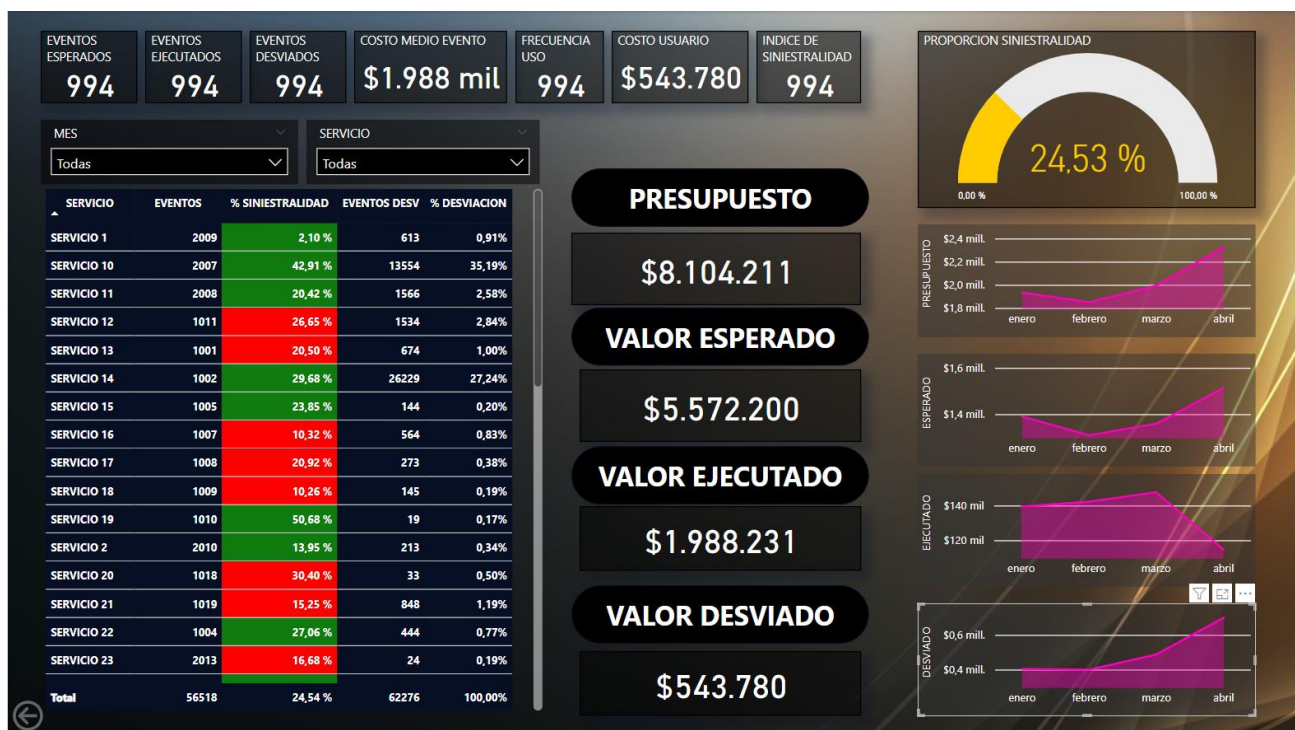 EVENTOS ESPERADOS
994
EVENTOS EJECUTADOS
994
EVENTOS DESVIADOS
994
COSTO MEDIO EVENTO
$1.988 mil
FRECUENCIA USO
994
COSTO USUARIO
$543.780
INDICE DE SINIESTRALIDAD
994
MES
Todas
SERVICIO
Todas
SERVICIO EVENTOS % SINIESTRALIDAD EVENTOS DESV % DESVIACION
SERVICIO 1 2009 2,10 % 613 0,91%
SERVICIO 10 2007 42,91 % 13554 35,19%
SERVICIO 11 2008 20,42 % 1566 2,58%
SERVICIO 12 1011 26,65 % 1534 2,84%
SERVICIO 13 1001 20,50 % 674 1,00%
SERVICIO 14 1002 29,68 % 26229 27,24%
SERVICIO 15 1005 23,85 % 144 0,20%
SERVICIO 16 1007 10,32 % 564 0,83%
SERVICIO 17 1008 20,92 % 273 0,38%
SERVICIO 18 1009 10,26 % 145 0,19%
SERVICIO 19 1010 50,68 % 19 0,17%
SERVICIO 2 2010 13,95 % 213 0,34%
SERVICIO 20 1018 30,40 % 33 0,50%
SERVICIO 21 1019 15,25 % 848 1,19%
SERVICIO 22 1004 27,06 % 444 0,77%
SERVICIO 23 2013 16,68 % 24 0,19%
Total 56518 24,54 % 62276 100,00%
PRESUPUESTO
$8.104.211
VALOR ESPERADO
$5.572.200
VALOR EJECUTADO
$1.988.231
VALOR DESVIADO
$543.780
PROPORCION SINIESTRALIDAD
24,53 %
0,00 % 100,00 %
PRESUPUESTO
$2,4 mill.
$2,2 mill.
$2,0 mill.
$1,8 mill.
enero febrero marzo abril
ESPERADO
$1,6 mill.
$1,4 mill.
enero febrero marzo abril
EJECUTADO
$140 mil
$120 mil
enero febrero marzo abril
DESVIADO
$0,6 mill.
$0,4 mill.
enero febrero marzo abril